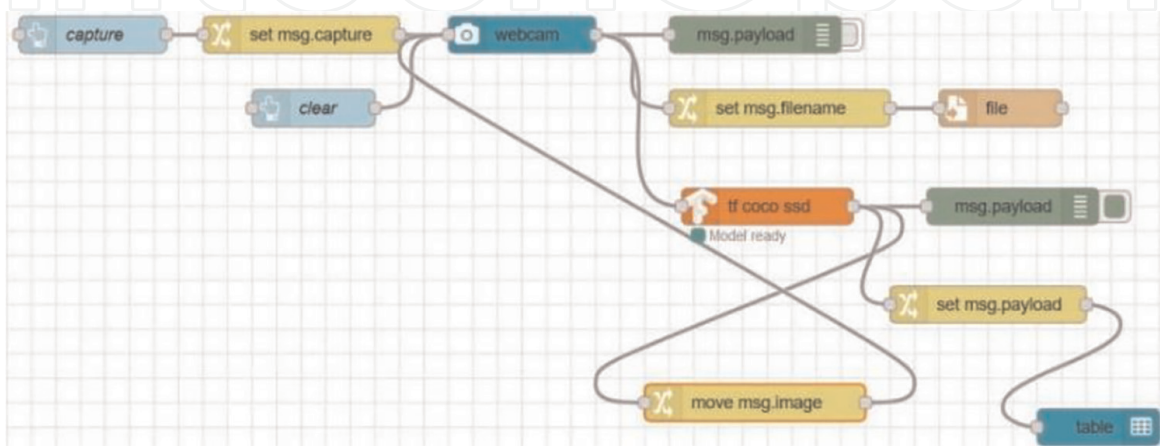 capture
set msg.capture
webcam
msg.payload
clear
set msg.filename
file
tf coco ssd
msg.payload
Model ready
set msg.payload
move msg.image
table